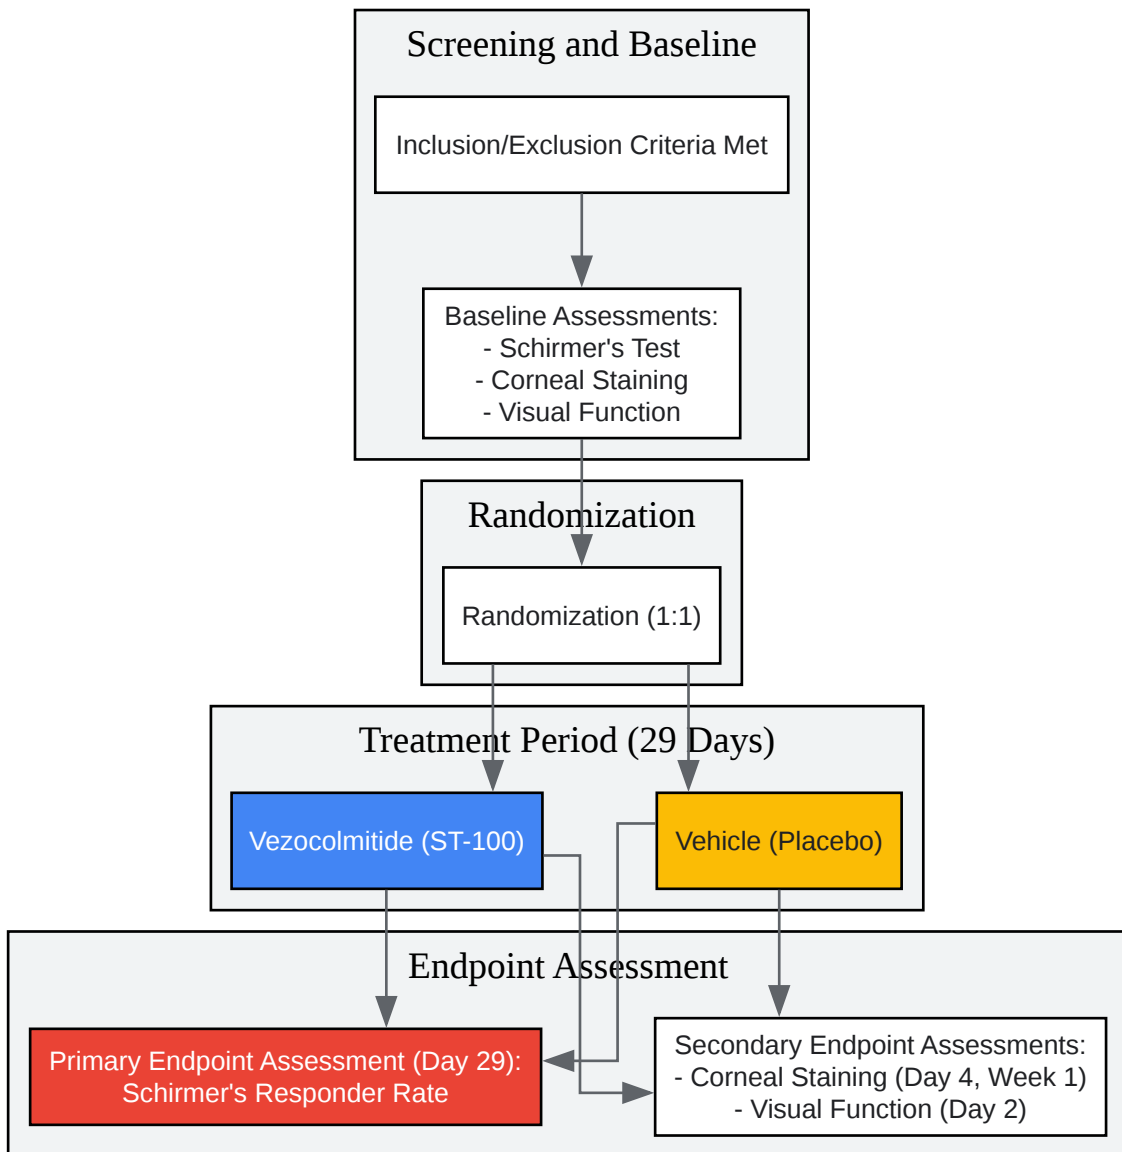 Screening and Baseline
Inclusion/Exclusion Criteria Met
Baseline Assessments:
- Schirmer's Test
- Corneal Staining
- Visual Function
Randomization
Randomization (1:1)
Treatment Period (29 Days)
Vezocolmitide (ST-100)
Vehicle (Placebo)
Endpoint Assessment
Primary Endpoint Assessment (Day 29):
Schirmer's Responder Rate
Secondary Endpoint Assessments:
- Corneal Staining (Day 4, Week 1)
- Visual Function (Day 2)